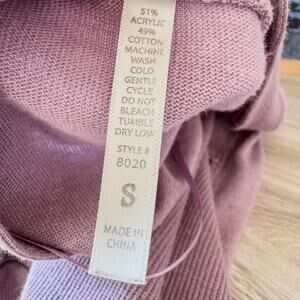 51%
ACRYLIC
49%
COTTON
MACHINE
WASH
COLD
GENTLE
CYCLE
DO NOT
BLEACH
TUMBLE
DRY LOW
STYLE#
8020
S
MADE IN
CHINA